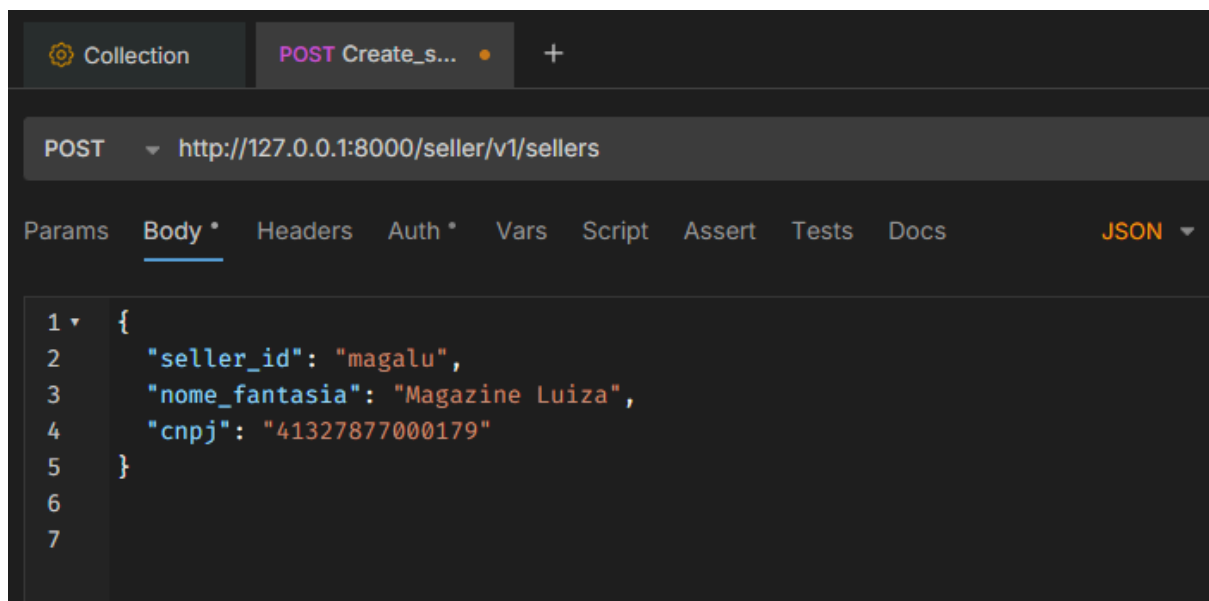 Collection POST Create_s... +
POST http://127.0.0.1:8000/seller/v1/sellers
Params Body Headers Auth Vars Script Assert Tests Docs JSON
1 {
2 "seller_id": "magalu",
3 "nome_fantasia": "Magazine Luiza",
4 "cnpj": "41327877000179"
5 }
6
7